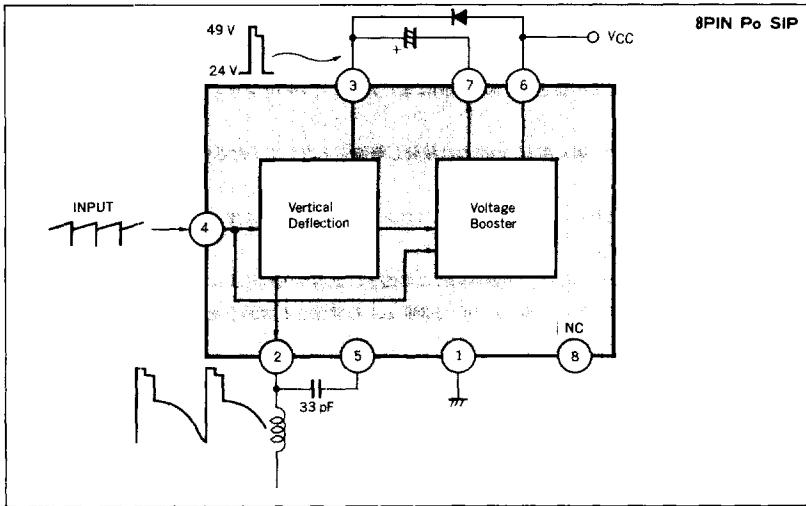 8PIN Po SIP
49 V
24 V
+
VCC
3
7
6
INPUT
4
Vertical
Deflection
Voltage
Booster
NC
2
5
1
8
33 pF